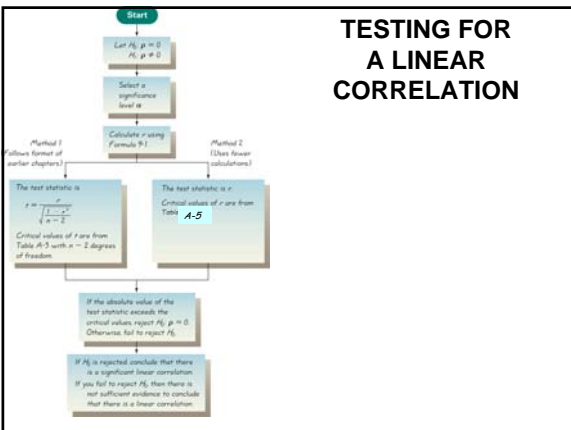 Start
TESTING FOR
A LINEAR
CORRELATION
Let H₀: ρ = 0
H₁: ρ ≠ 0
Select a
significance
level α
Calculate r using
Formula 9-1.
Method 1
(Follows format of
earlier chapters)
Method 2
(Uses fewer
calculations)
The test statistic is
t = r / √((1 − r²) / (n − 2))
Critical values of t are from
Table A-3 with n − 2 degrees
of freedom
The test statistic is r
Critical values of r are from
Table A-5
If the absolute value of the
test statistic exceeds the
critical values, reject H₀: ρ = 0.
Otherwise, fail to reject H₀.
If H₀ is rejected conclude that there
is a significant linear correlation
If you fail to reject H₀, then there is
not sufficient evidence to conclude
that there is a linear correlation.